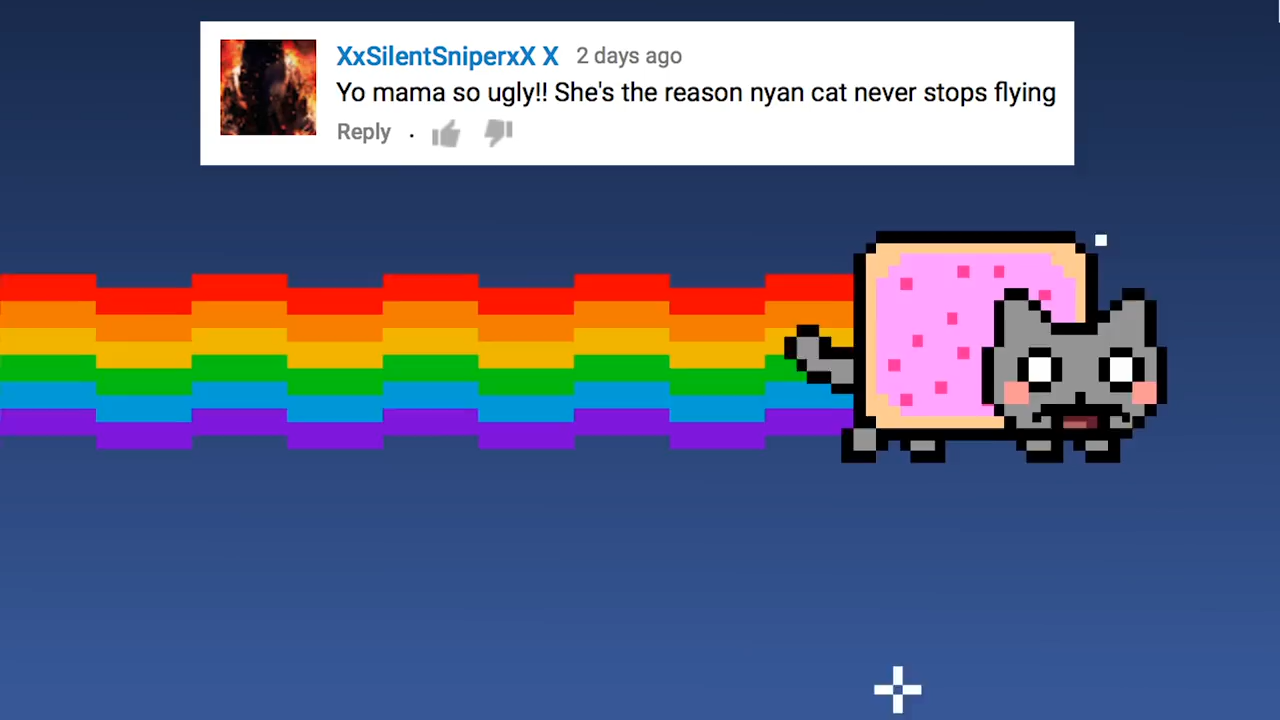 XxSilentSniperxX X 2 days ago
Yo mama so ugly!! She's the reason nyan cat never stops flying
Reply .